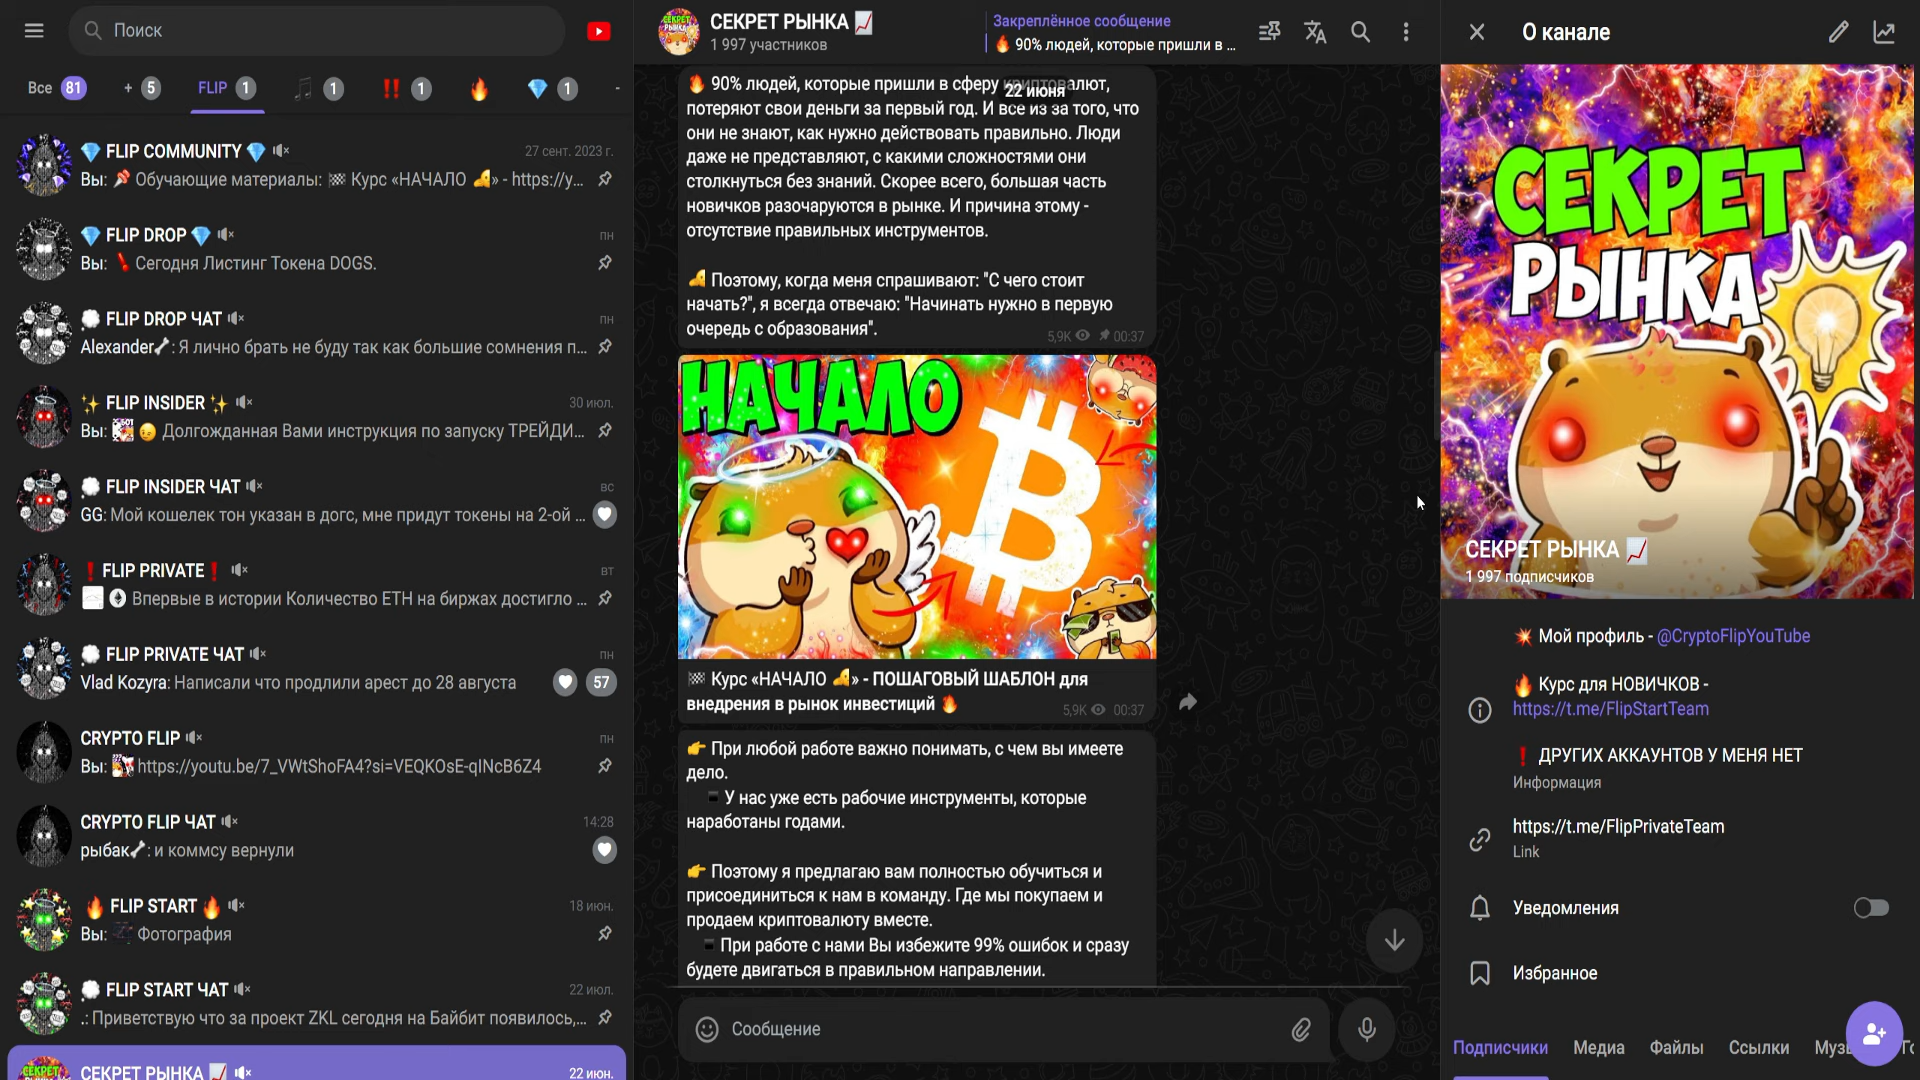 Поиск
Все 81
+ 5
FLIP 1
1
1
1
FLIP COMMUNITY
27 сент. 2023 г.
Вы: Обучающие материалы: Курс «НАЧАЛО » - https://y...
FLIP DROP
пн
Вы: Сегодня Листинг Токена DOGS.
FLIP DROP ЧАТ
пн
Alexander: Я лично брать не буду так как большие сомнения п...
FLIP INSIDER
30 июл.
Вы: Долгожданная Вами инструкция по запуску ТРЕЙДИ...
FLIP INSIDER ЧАТ
вс
GG: Мой кошелек тон указан в догс, мне придут токены на 2-ой ...
FLIP PRIVATE
вт
Впервые в истории Количество ETH на биржах достигло ...
FLIP PRIVATE ЧАТ
пн
Vlad Kozyra: Написали что продлили арест до 28 августа
57
CRYPTO FLIP
пн
Вы: https://youtu.be/7_VWtShoFA4?si=VEQKOsE-qINcB6Z4
CRYPTO FLIP ЧАТ
14:28
рыбак: и коммсу вернули
FLIP START
18 июн.
Вы: Фотография
FLIP START ЧАТ
22 июл.
.: Приветствую что за проект ZKL сегодня на Байбит появилось,...
СЕКРЕТ РЫНКА
22 июн.
СЕКРЕТ РЫНКА
1 997 участников
Закреплённое сообщение
🔥 90% людей, которые пришли в ...
22 июня
🔥 90% людей, которые пришли в сферу криптовалют,
потеряют свои деньги за первый год. И все из за того, что
они не знают, как нужно действовать правильно. Люди
даже не представляют, с какими сложностями они
столкнуться без знаний. Скорее всего, большая часть
новичков разочаруются в рынке. И причина этому -
отсутствие правильных инструментов.
Поэтому, когда меня спрашивают: "С чего стоит
начать?", я всегда отвечаю: "Начинать нужно в первую
очередь с образования".
5,9K 00:37
НАЧАЛО
Курс «НАЧАЛО » - ПОШАГОВЫЙ ШАБЛОН для
внедрения в рынок инвестиций 🔥
5,9K 00:37
👉 При любой работе важно понимать, с чем вы имеете
дело.
У нас уже есть рабочие инструменты, которые
наработаны годами.
👉 Поэтому я предлагаю вам полностью обучиться и
присоединиться к нам в команду. Где мы покупаем и
продаем криптовалюту вместе.
При работе с нами Вы избежите 99% ошибок и сразу
будете двигаться в правильном направлении.
Сообщение
О канале
СЕКРЕТ
РЫНКА
СЕКРЕТ РЫНКА
1 997 подписчиков
Мой профиль - @CryptoFlipYouTube
🔥 Курс для НОВИЧКОВ -
https://t.me/FlipStartTeam
❗ ДРУГИХ АККАУНТОВ У МЕНЯ НЕТ
Информация
https://t.me/FlipPrivateTeam
Link
Уведомления
Избранное
Подписчики
Медиа
Файлы
Ссылки